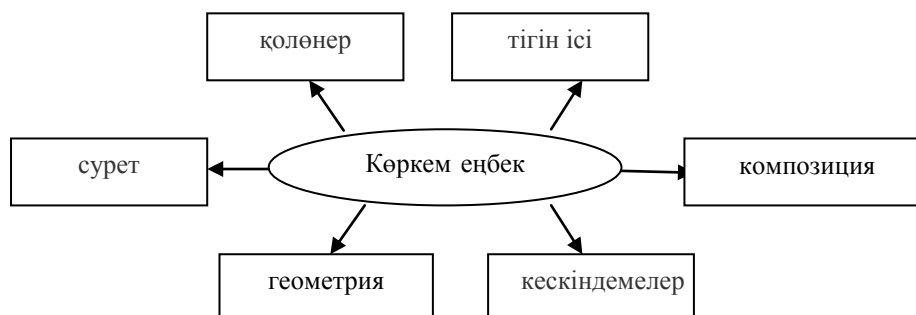 қолөнер
тігін ісі
сурет
Көркем еңбек
композиция
геометрия
кескіндемелер